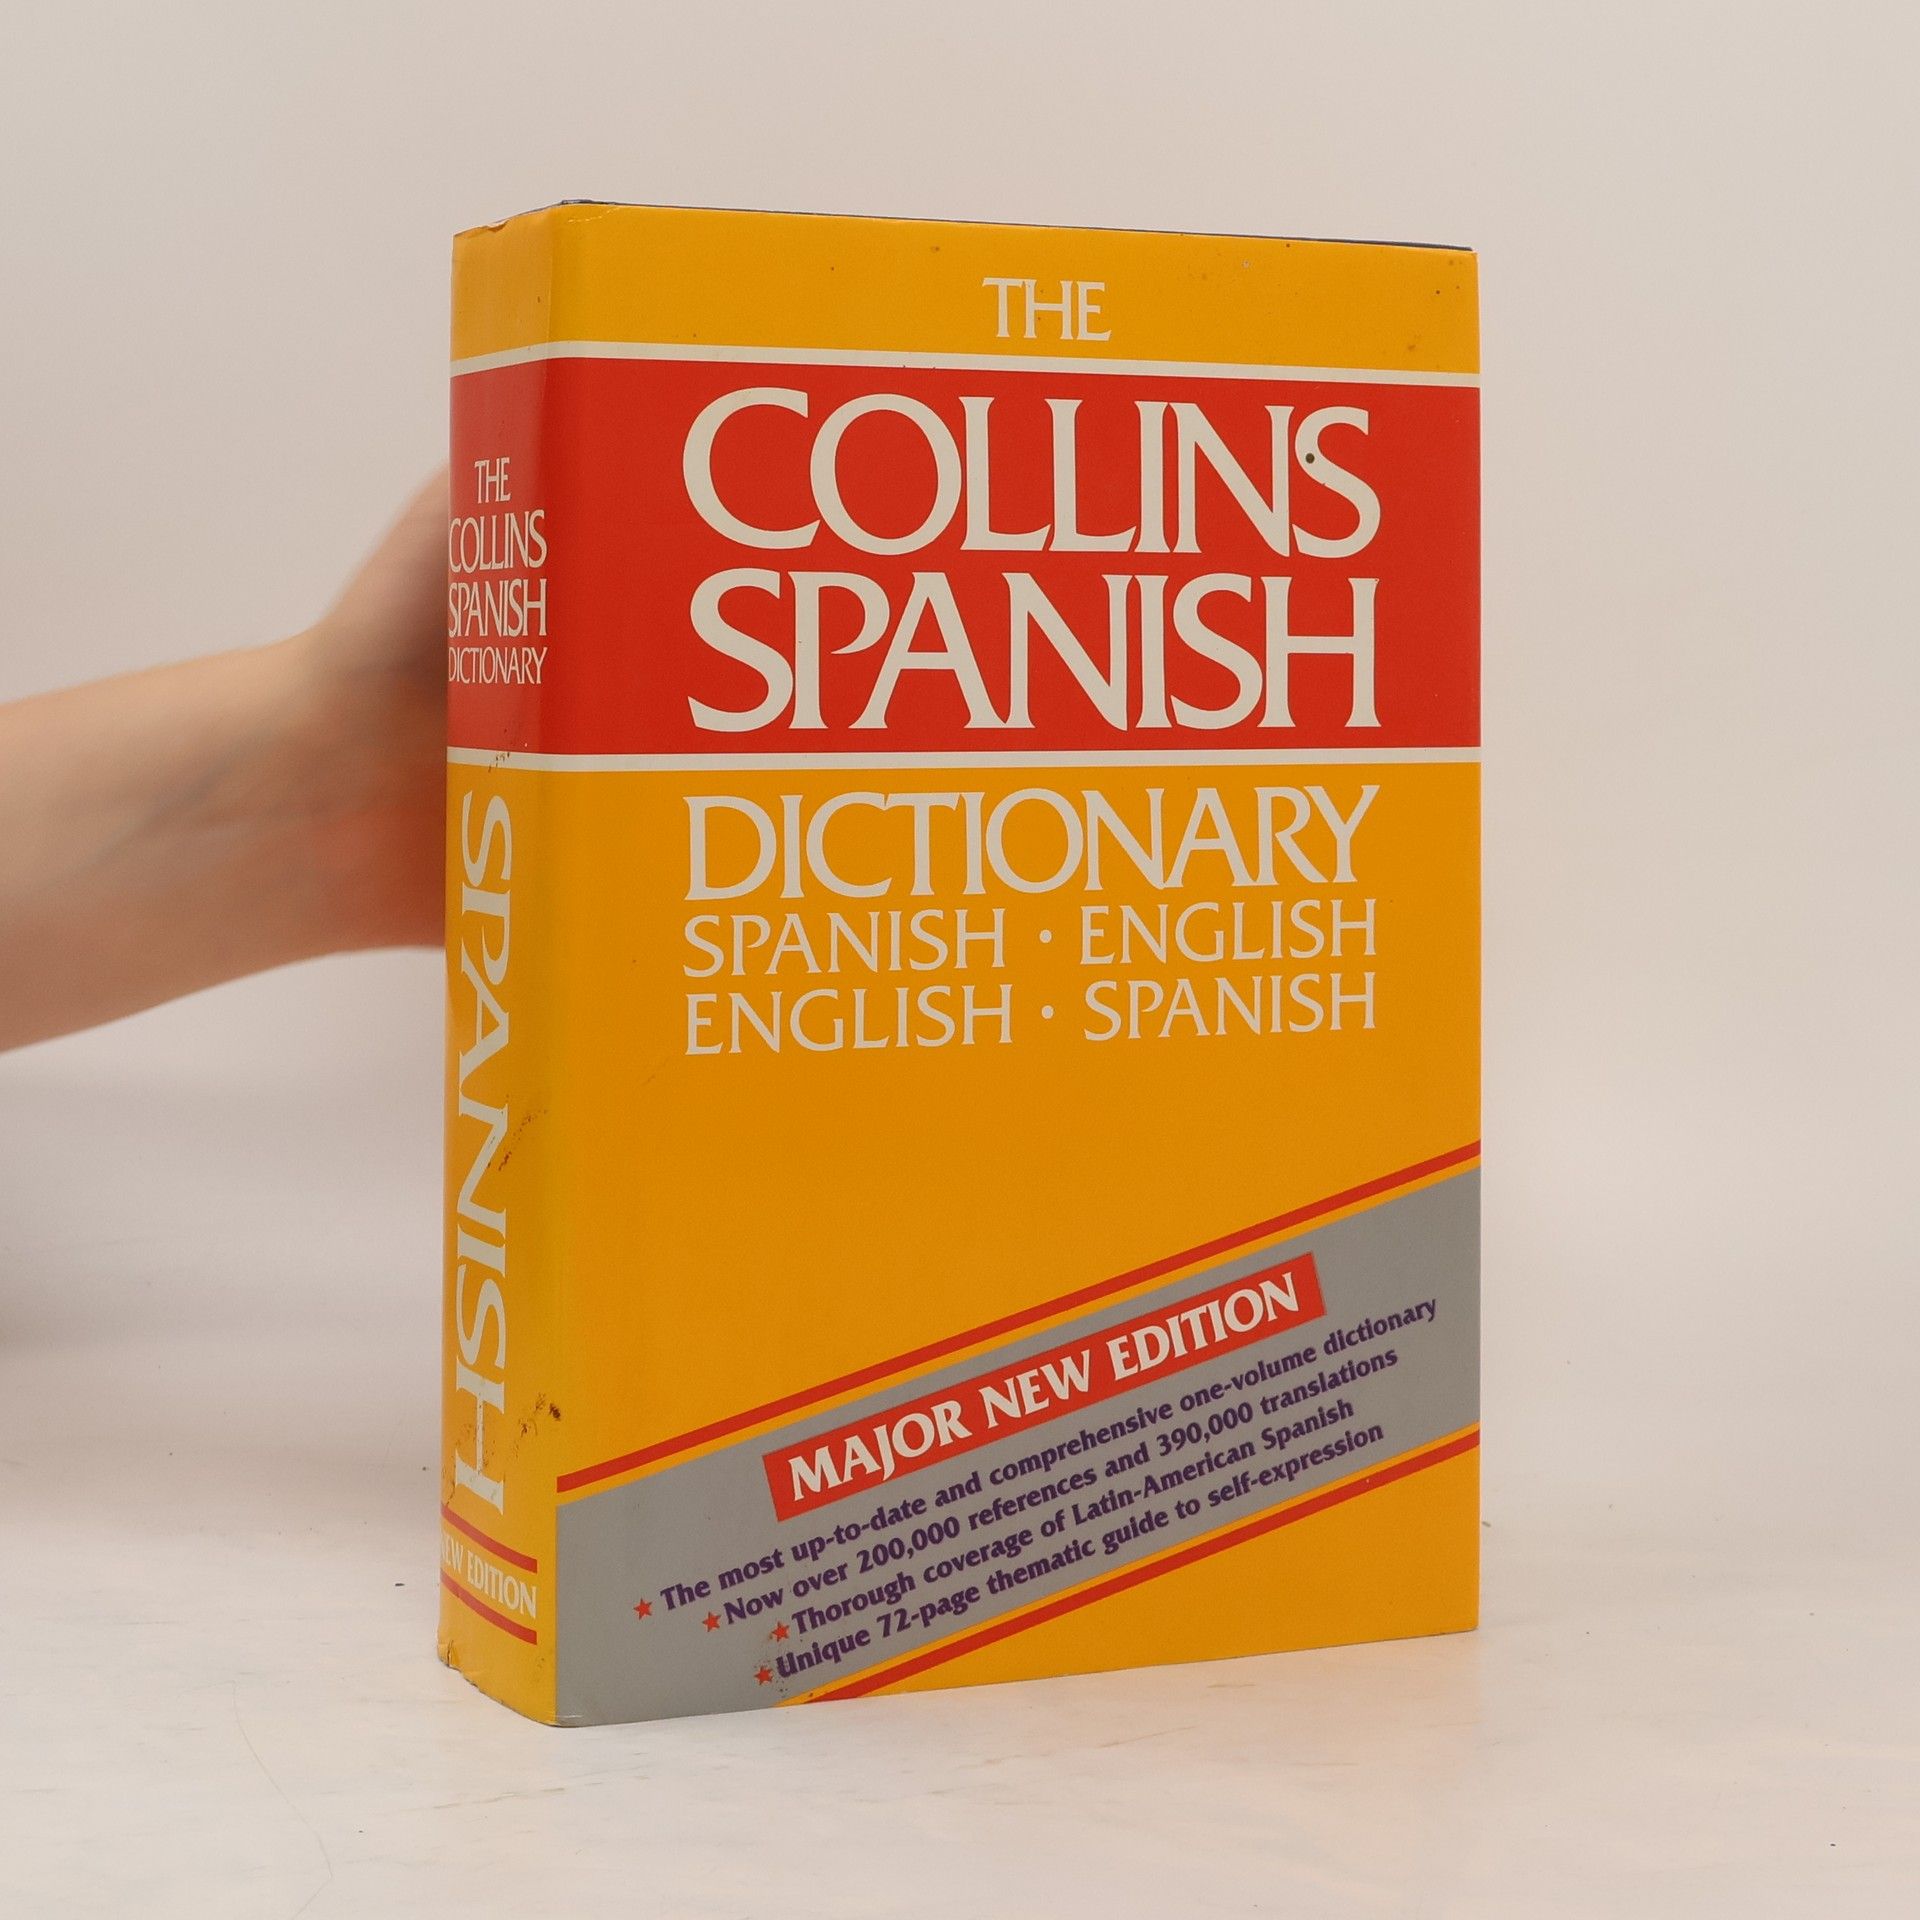 THE
COLLINS
SPANISH
DICTIONARY
SPANISH · ENGLISH
ENGLISH · SPANISH
MAJOR NEW EDITION
★ The most up-to-date and comprehensive one-volume dictionary
★ Now over 200,000 references and 390,000 translations
★ Thorough coverage of Latin-American Spanish
★ Unique 72-page thematic guide to self-expression
THE
COLLINS
SPANISH
DICTIONARY
SPANISH
NEW EDITION